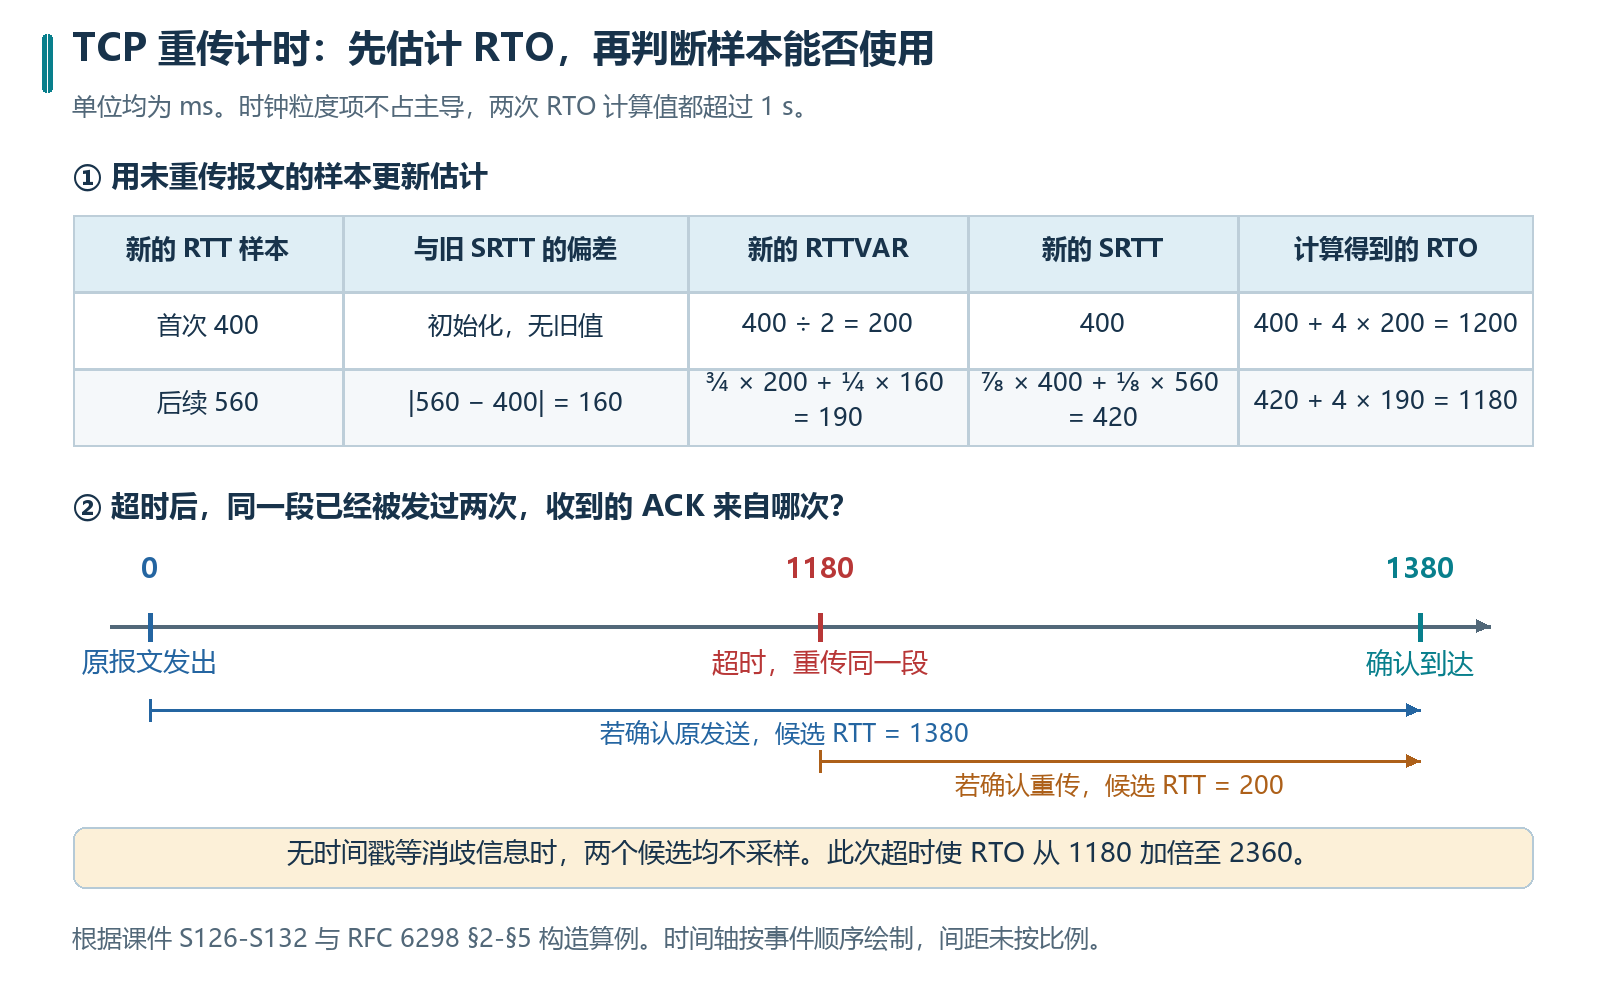 TCP 重传计时：先估计 RTO，再判断样本能否使用
单位均为 ms。时钟粒度项不占主导，两次 RTO 计算值都超过 1 s。
① 用未重传报文的样本更新估计
新的 RTT 样本 与旧 SRTT 的偏差 新的 RTTVAR 新的 SRTT 计算得到的 RTO
首次 400 初始化，无旧值 400 ÷ 2 = 200 400 400 + 4 × 200 = 1200
后续 560 |560 − 400| = 160 ¾ × 200 + ¼ × 160 = 190 ⅞ × 400 + ⅛ × 560 = 420 420 + 4 × 190 = 1180
② 超时后，同一段已经被发过两次，收到的 ACK 来自哪次？
0 1180 1380
原报文发出 超时，重传同一段 确认到达
若确认原发送，候选 RTT = 1380
若确认重传，候选 RTT = 200
无时间戳等消歧信息时，两个候选均不采样。此次超时使 RTO 从 1180 加倍至 2360。
根据课件 S126-S132 与 RFC 6298 §2-§5 构造算例。时间轴按事件顺序绘制，间距未按比例。